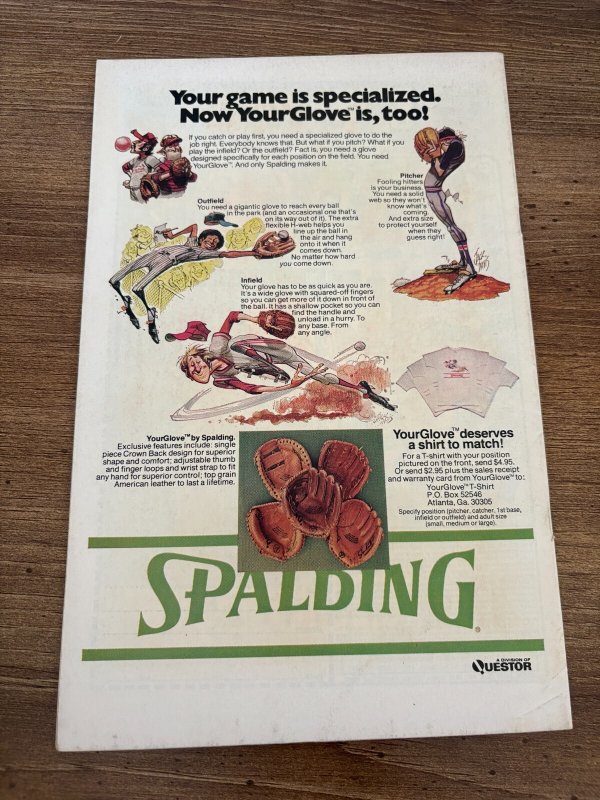 Your game is specialized.
Now YourGlove™ is, too!
If you catch or play first, you need a specialized glove to do the
job right. Everybody knows that. But what if you pitch? What if you
play the infield? Or the outfield? Fact is, you need a glove
designed specifically for each position on the field. You need
YourGlove™. And only Spalding makes it.
Pitcher
Fooling hitters
is your business.
You need a solid
web so they won't
know what's
coming.
And extra size
to protect yourself
when they
guess right!
Outfield
You need a gigantic glove to reach every ball
in the park (and an occasional one that's
on its way out of it). The extra
flexible H-web helps you
line up the ball in
the air and hang
onto it when it
comes down.
No matter how hard
you come down.
Infield
Your glove has to be as quick as you are.
It's a wide glove with squared-off fingers
so you can get more of it down in front of
the ball. It has a shallow pocket so you can
find the handle and
unload in a hurry. To
any base. From
any angle.
YourGlove™ by Spalding.
Exclusive features include: single
piece Crown Back design for superior
shape and comfort; adjustable thumb
and finger loops and wrist strap to fit
any hand for superior control; top grain
American leather to last a lifetime.
YourGlove™ deserves
a shirt to match!
For a T-shirt with your position
pictured on the front, send $4.95.
Or send $2.95 plus the sales receipt
and warranty card from YourGlove™ to:
YourGlove™ T-Shirt
P.O. Box 52546
Atlanta, Ga. 30305
Specify position (pitcher, catcher, 1st base,
infield or outfield) and adult size
(small, medium or large).
SPALDING®
A DIVISION OF
QUESTOR